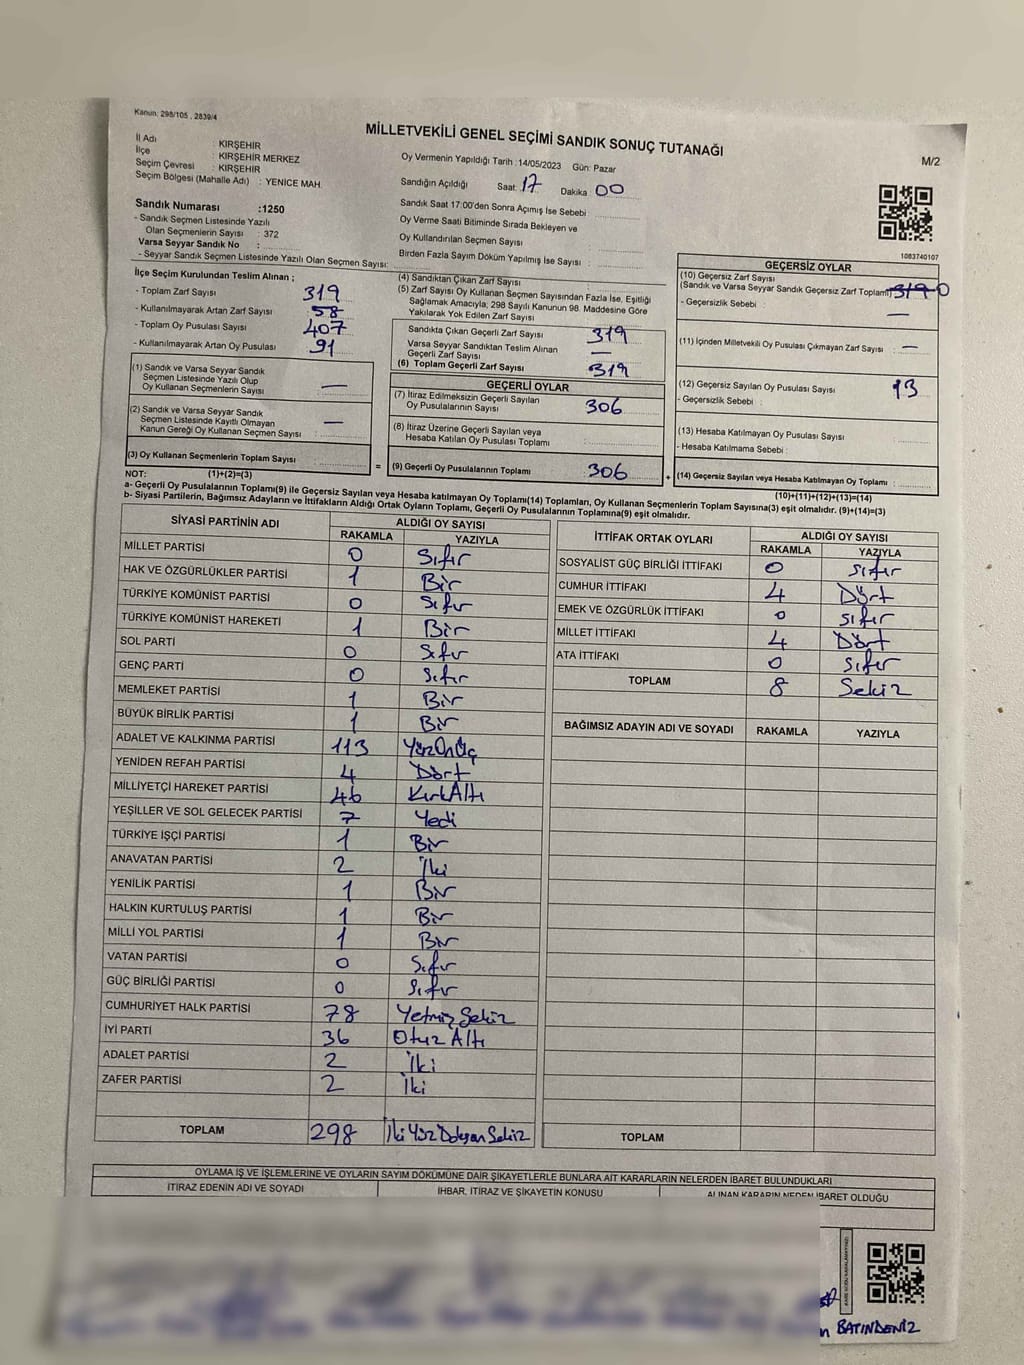 Kanun: 298/105 , 2839/4
MİLLETVEKİLİ GENEL SEÇİMİ SANDIK SONUÇ TUTANAĞI
M/2
İl Adı : KIRŞEHİR
İlçe : KIRŞEHİR MERKEZ
Seçim Çevresi : KIRŞEHİR
Seçim Bölgesi (Mahalle Adı) : YENİCE MAH.
Oy Vermenin Yapıldığı Tarih :14/05/2023 Gün: Pazar
Sandığın Açıldığı Saat: 17 Dakika 00
Sandık Saat 17:00'den Sonra Açımış İse Sebebi :
Oy Verme Saati Bitiminde Sırada Bekleyen ve
Oy Kullandırılan Seçmen Sayısı :
Birden Fazla Sayım Döküm Yapılmış İse Sayısı :
Sandık Numarası :1250
- Sandık Seçmen Listesinde Yazılı
Olan Seçmenlerin Sayısı : 372
Varsa Seyyar Sandık No :
- Seyyar Sandık Seçmen Listesinde Yazılı Olan Seçmen Sayısı:
1083740107
İlçe Seçim Kurulundan Teslim Alınan ;
- Toplam Zarf Sayısı 319
- Kullanılmayarak Artan Zarf Sayısı 58
- Toplam Oy Pusulası Sayısı 407
- Kullanılmayarak Artan Oy Pusulası 91
(1) Sandık ve Varsa Seyyar Sandık
Seçmen Listesinde Yazılı Olup
Oy Kullanan Seçmenlerin Sayısı : —
(2) Sandık ve Varsa Seyyar Sandık
Seçmen Listesinde Kayıtlı Olmayan
Kanun Gereği Oy Kullanan Seçmen Sayısı : —
(3) Oy Kullanan Seçmenlerin Toplam Sayısı :
(1)+(2)=(3)
(4) Sandıktan Çıkan Zarf Sayısı :
(5) Zarf Sayısı Oy Kullanan Seçmen Sayısından Fazla İse, Eşitliği
Sağlamak Amacıyla; 298 Sayılı Kanunun 98. Maddesine Göre
Yakılarak Yok Edilen Zarf Sayısı :
Sandıkta Çıkan Geçerli Zarf Sayısı : 319
Varsa Seyyar Sandıktan Teslim Alınan
Geçerli Zarf Sayısı : —
(6) Toplam Geçerli Zarf Sayısı : 319
GEÇERLİ OYLAR
(7) İtiraz Edilmeksizin Geçerli Sayılan
Oy Pusulalarının Sayısı : 306
(8) İtiraz Üzerine Geçerli Sayılan veya
Hesaba Katılan Oy Pusulası Toplamı :
= (9) Geçerli Oy Pusulalarının Toplamı : 306
GEÇERSİZ OYLAR
(10) Geçersiz Zarf Sayısı
(Sandık ve Varsa Seyyar Sandık Geçersiz Zarf Toplamı) 319 0
- Geçersizlik Sebebi : —
(11) İçinden Milletvekili Oy Pusulası Çıkmayan Zarf Sayısı : —
(12) Geçersiz Sayılan Oy Pusulası Sayısı : 13
- Geçersizlik Sebebi :
(13) Hesaba Katılmayan Oy Pusulası Sayısı :
- Hesaba Katılmama Sebebi :
+ (14) Geçersiz Sayılan veya Hesaba Katılmayan Oy Toplamı :
(10)+(11)+(12)+(13)=(14)
NOT:
a- Geçerli Oy Pusulalarının Toplamı(9) ile Geçersiz Sayılan veya Hesaba katılmayan Oy Toplamı(14) Toplamları, Oy Kullanan Seçmenlerin Toplam Sayısına(3) eşit olmalıdır. (9)+(14)=(3)
b- Siyasi Partilerin, Bağımsız Adayların ve İttifakların Aldığı Ortak Oyların Toplamı, Geçerli Oy Pusulalarının Toplamına(9) eşit olmalıdır.
SİYASİ PARTİNİN ADI ALDIĞI OY SAYISI
RAKAMLA YAZIYLA
MİLLET PARTİSİ 0 Sıfır
HAK VE ÖZGÜRLÜKLER PARTİSİ 1 Bir
TÜRKİYE KOMÜNİST PARTİSİ 0 Sıfır
TÜRKİYE KOMÜNİST HAREKETİ 1 Bir
SOL PARTİ 0 Sıfır
GENÇ PARTİ 0 Sıfır
MEMLEKET PARTİSİ 1 Bir
BÜYÜK BİRLİK PARTİSİ 1 Bir
ADALET VE KALKINMA PARTİSİ 113 YüzOnÜç
YENİDEN REFAH PARTİSİ 4 Dört
MİLLİYETÇİ HAREKET PARTİSİ 46 KırkAltı
YEŞİLLER VE SOL GELECEK PARTİSİ 7 Yedi
TÜRKİYE İŞÇİ PARTİSİ 1 Bir
ANAVATAN PARTİSİ 2 İki
YENİLİK PARTİSİ 1 Bir
HALKIN KURTULUŞ PARTİSİ 1 Bir
MİLLİ YOL PARTİSİ 1 Bir
VATAN PARTİSİ 0 Sıfır
GÜÇ BİRLİĞİ PARTİSİ 0 Sıfır
CUMHURİYET HALK PARTİSİ 78 Yetmiş Sekiz
İYİ PARTİ 36 Otuz Altı
ADALET PARTİSİ 2 İki
ZAFER PARTİSİ 2 İki
TOPLAM 298 İki Yüz Doksan Sekiz
İTTİFAK ORTAK OYLARI ALDIĞI OY SAYISI
RAKAMLA YAZIYLA
SOSYALİST GÜÇ BİRLİĞİ İTTİFAKI 0 Sıfır
CUMHUR İTTİFAKI 4 Dört
EMEK VE ÖZGÜRLÜK İTTİFAKI 0 Sıfır
MİLLET İTTİFAKI 4 Dört
ATA İTTİFAKI 0 Sıfır
TOPLAM 8 Sekiz
BAĞIMSIZ ADAYIN ADI VE SOYADI RAKAMLA YAZIYLA
TOPLAM
OYLAMA İŞ VE İŞLEMLERİNE VE OYLARIN SAYIM DÖKÜMÜNE DAİR ŞİKAYETLERLE BUNLARA AİT KARARLARIN NELERDEN İBARET BULUNDUKLARI
İTİRAZ EDENİN ADI VE SOYADI İHBAR, İTİRAZ VE ŞİKAYETİN KONUSU ALINAN KARARIN NEDEN İBARET OLDUĞU
BATINDENİZ